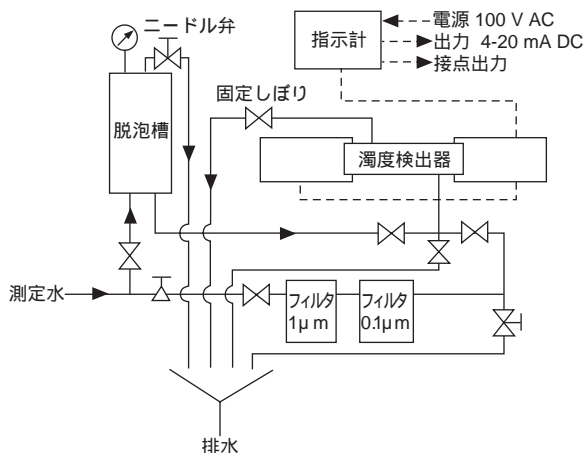 ニードル弁
電源 100 V AC
指示計
出力 4-20 mA DC
接点出力
固定しぼり
脱泡槽
濁度検出器
測定水
フィルタ
1μm
フィルタ
0.1μm
排水